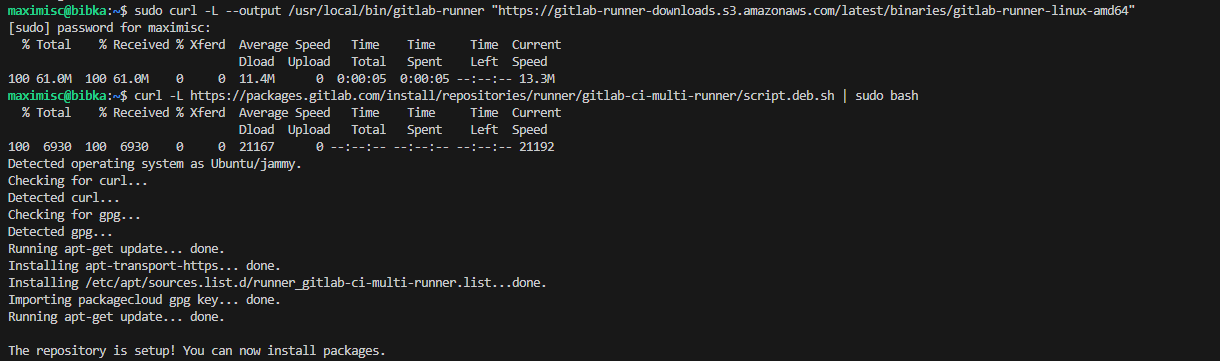 maximisc@bibka:~$ sudo curl -L --output /usr/local/bin/gitlab-runner "https://gitlab-runner-downloads.s3.amazonaws.com/latest/binaries/gitlab-runner-linux-amd64"
[sudo] password for maximisc:
  % Total    % Received % Xferd  Average Speed   Time    Time     Time  Current
                                 Dload  Upload   Total   Spent    Left  Speed
100 61.0M  100 61.0M    0     0  11.4M      0  0:00:05  0:00:05 --:--:-- 13.3M
maximisc@bibka:~$ curl -L https://packages.gitlab.com/install/repositories/runner/gitlab-ci-multi-runner/script.deb.sh | sudo bash
  % Total    % Received % Xferd  Average Speed   Time    Time     Time  Current
                                 Dload  Upload   Total   Spent    Left  Speed
100  6930  100  6930    0     0  21167      0 --:--:-- --:--:-- --:--:-- 21192
Detected operating system as Ubuntu/jammy.
Checking for curl...
Detected curl...
Checking for gpg...
Detected gpg...
Running apt-get update... done.
Installing apt-transport-https... done.
Installing /etc/apt/sources.list.d/runner_gitlab-ci-multi-runner.list...done.
Importing packagecloud gpg key... done.
Running apt-get update... done.

The repository is setup! You can now install packages.